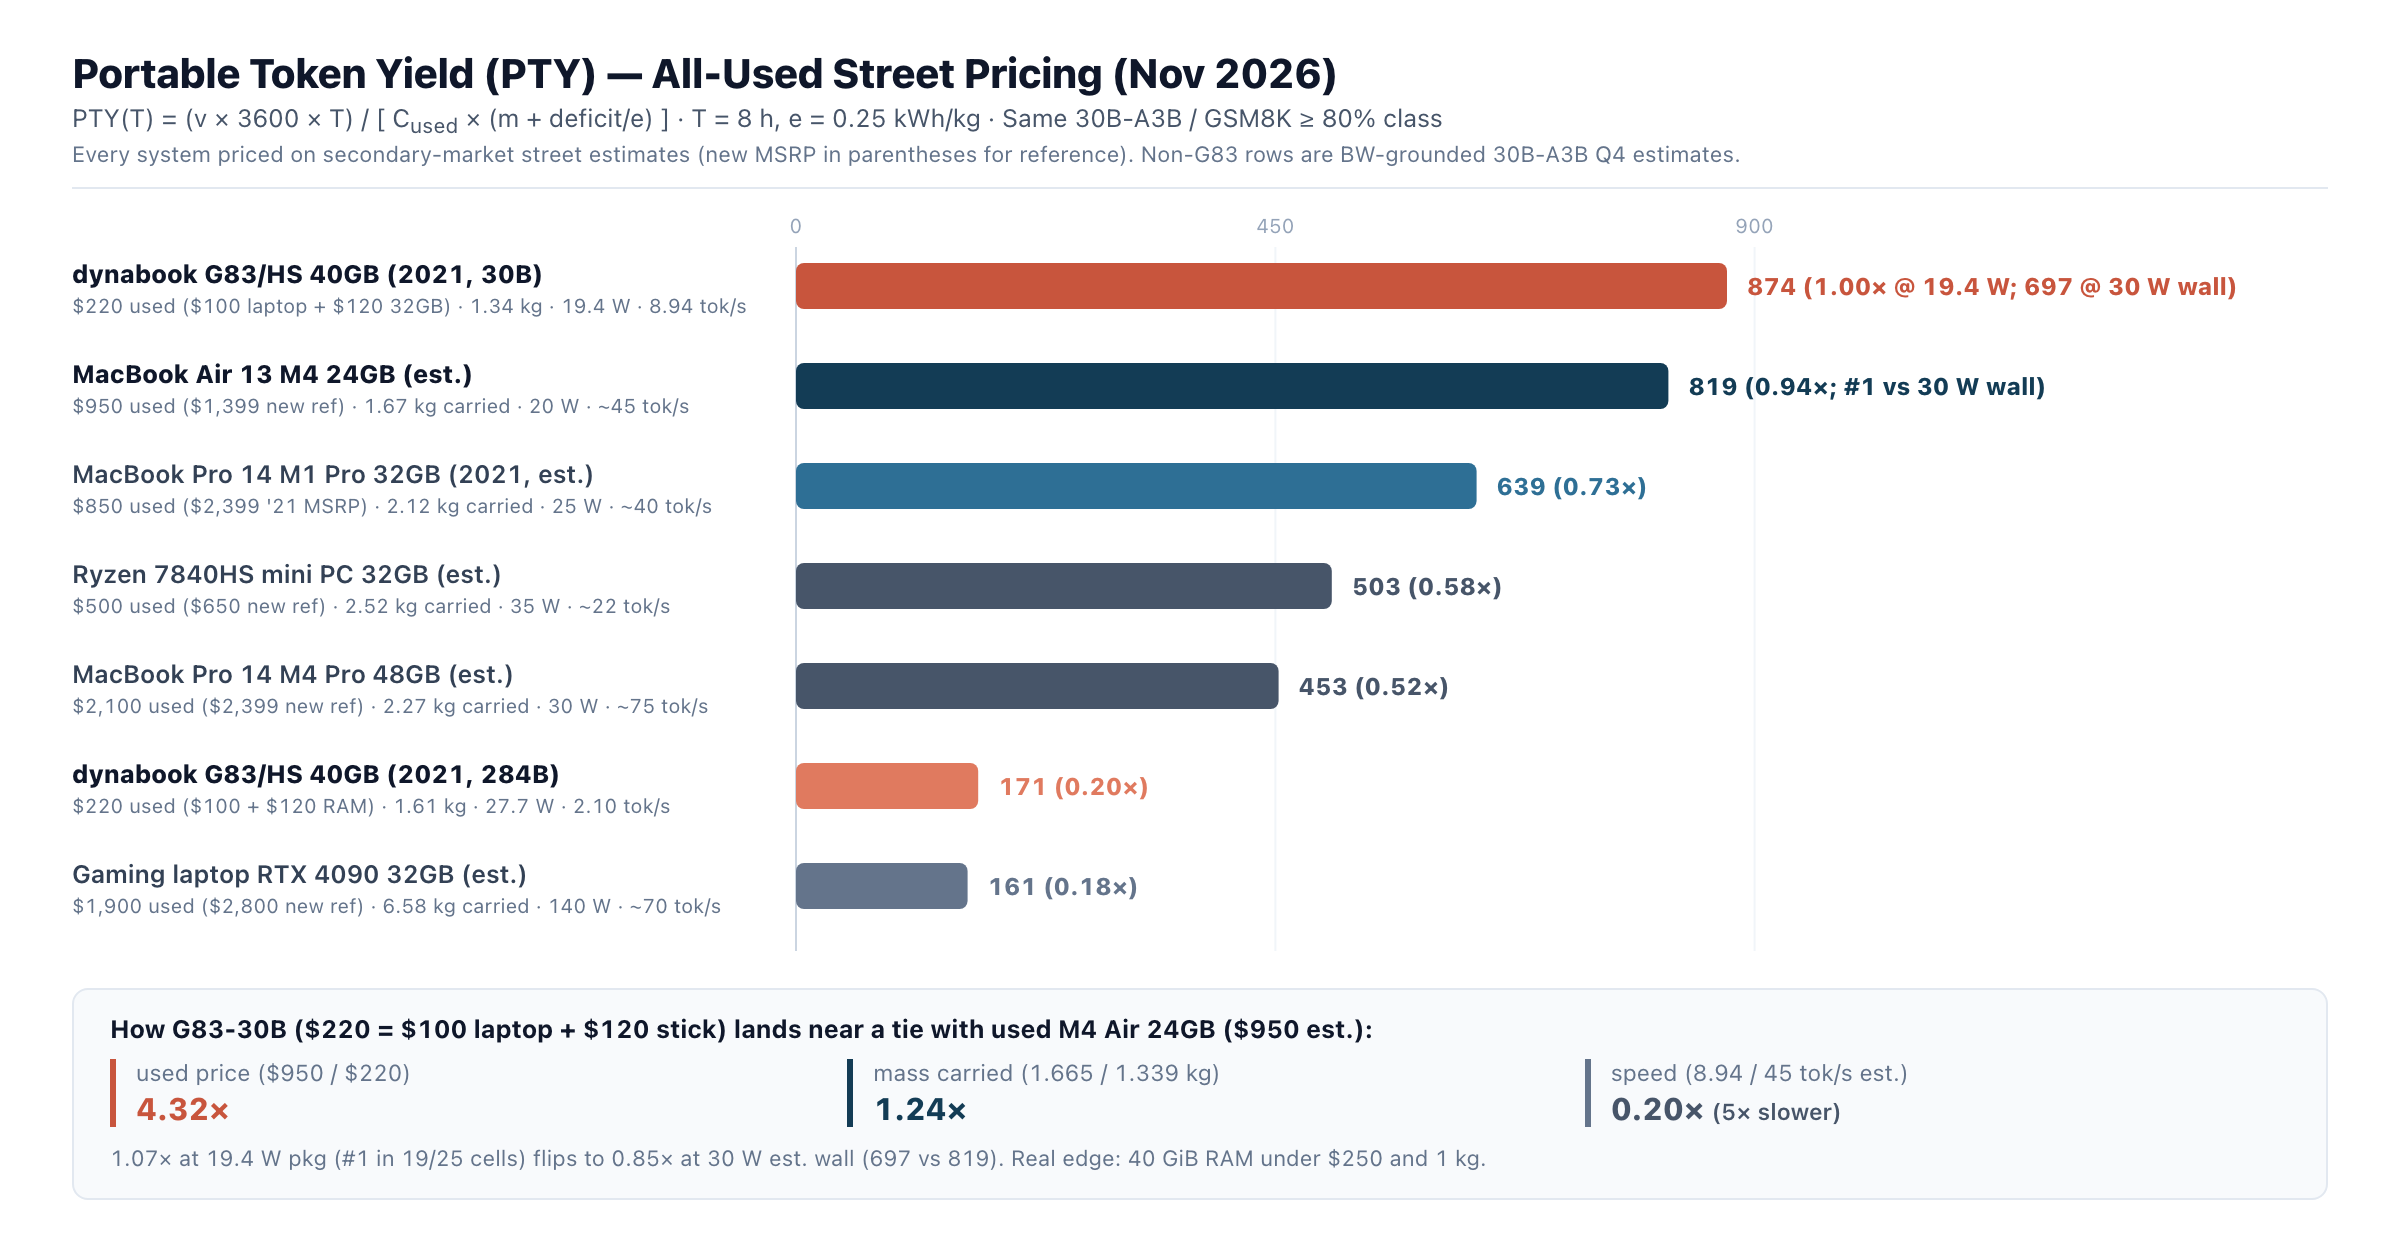 Portable Token Yield (PTY) — All-Used Street Pricing (Nov 2026)
PTY(T) = (v × 3600 × T) / [ Cused × (m + deficit/e) ] · T = 8 h, e = 0.25 kWh/kg · Same 30B-A3B / GSM8K ≥ 80% class
Every system priced on secondary-market street estimates (new MSRP in parentheses for reference). Non-G83 rows are BW-grounded 30B-A3B Q4 estimates.
0 450 900
dynabook G83/HS 40GB (2021, 30B)
$220 used ($100 laptop + $120 32GB) · 1.34 kg · 19.4 W · 8.94 tok/s
874 (1.00× @ 19.4 W; 697 @ 30 W wall)
MacBook Air 13 M4 24GB (est.)
$950 used ($1,399 new ref) · 1.67 kg carried · 20 W · ~45 tok/s
819 (0.94×; #1 vs 30 W wall)
MacBook Pro 14 M1 Pro 32GB (2021, est.)
$850 used ($2,399 '21 MSRP) · 2.12 kg carried · 25 W · ~40 tok/s
639 (0.73×)
Ryzen 7840HS mini PC 32GB (est.)
$500 used ($650 new ref) · 2.52 kg carried · 35 W · ~22 tok/s
503 (0.58×)
MacBook Pro 14 M4 Pro 48GB (est.)
$2,100 used ($2,399 new ref) · 2.27 kg carried · 30 W · ~75 tok/s
453 (0.52×)
dynabook G83/HS 40GB (2021, 284B)
$220 used ($100 + $120 RAM) · 1.61 kg · 27.7 W · 2.10 tok/s
171 (0.20×)
Gaming laptop RTX 4090 32GB (est.)
$1,900 used ($2,800 new ref) · 6.58 kg carried · 140 W · ~70 tok/s
161 (0.18×)
How G83-30B ($220 = $100 laptop + $120 stick) lands near a tie with used M4 Air 24GB ($950 est.):
used price ($950 / $220)
4.32×
mass carried (1.665 / 1.339 kg)
1.24×
speed (8.94 / 45 tok/s est.)
0.20× (5× slower)
1.07× at 19.4 W pkg (#1 in 19/25 cells) flips to 0.85× at 30 W est. wall (697 vs 819). Real edge: 40 GiB RAM under $250 and 1 kg.